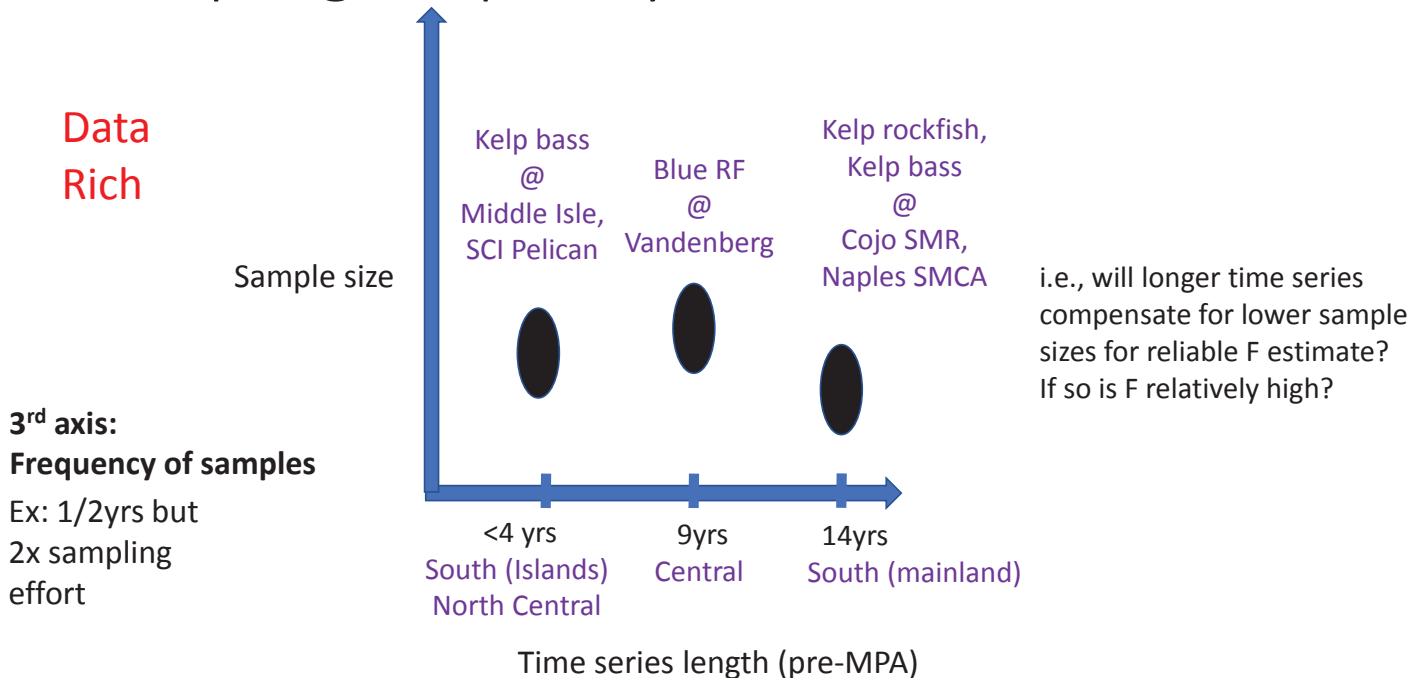 Data
Rich
Sample size
Kelp bass
@
Middle Isle,
SCI Pelican
Blue RF
@
Vandenberg
Kelp rockfish,
Kelp bass
@
Cojo SMR,
Naples SMCA
i.e., will longer time series
compensate for lower sample
sizes for reliable F estimate?
If so is F relatively high?
3rd axis:
Frequency of samples
Ex: 1/2yrs but
2x sampling
effort
<4 yrs
South (Islands)
North Central
9yrs
Central
14yrs
South (mainland)
Time series length (pre-MPA)